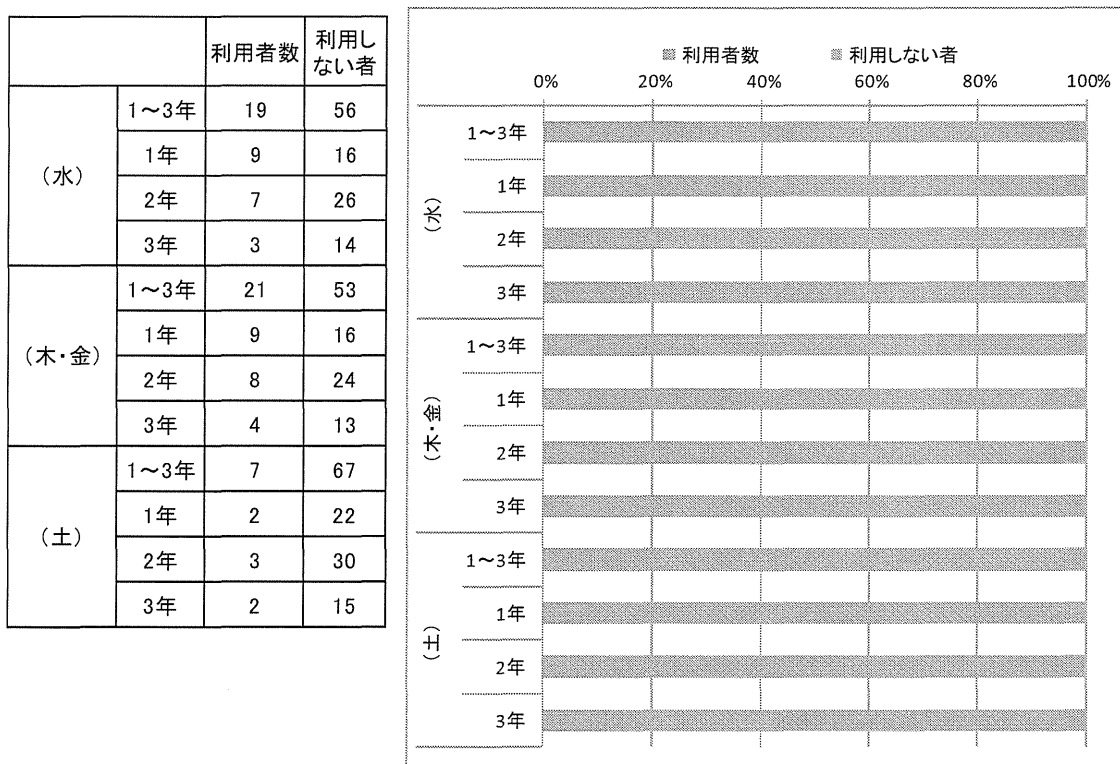 利用者数 利用し
ない者
(水) 1~3年 19 56
1年 9 16
2年 7 26
3年 3 14
(木・金) 1~3年 21 53
1年 9 16
2年 8 24
3年 4 13
(土) 1~3年 7 67
1年 2 22
2年 3 30
3年 2 15
利用者数 利用しない者
0% 20% 40% 60% 80% 100%
(水)
1~3年
1年
2年
3年
(木・金)
1~3年
1年
2年
3年
(土)
1~3年
1年
2年
3年